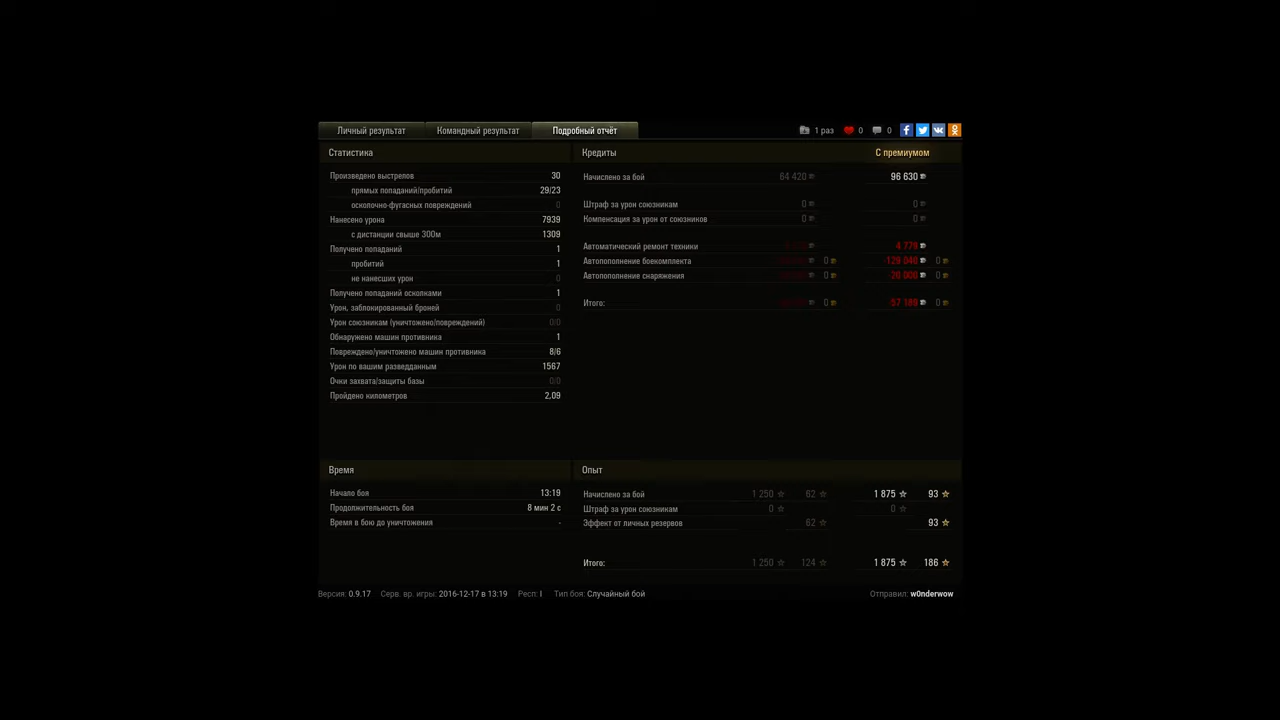 Личный результат Командный результат Подробный отчёт 1 раз 0 0
Статистика
Произведено выстрелов 30
прямых попаданий/пробитий 29/23
осколочно-фугасных повреждений 0
Нанесено урона 7939
с дистанции свыше 300м 1309
Получено попаданий 1
пробитий 1
не нанесших урон 0
Получено попаданий осколками 1
Урон, заблокированный броней 0
Урон союзникам (уничтожено/повреждений) 0/0
Обнаружено машин противника 1
Повреждено/уничтожено машин противника 8/6
Урон по вашим разведданным 1567
Очки захвата/защиты базы 0/0
Пройдено километров 2,09
Кредиты С премиумом
Начислено за бой 64 420 96 630
Штраф за урон союзникам 0 0
Компенсация за урон от союзников 0 0
Автоматический ремонт техники 4 778
Автопополнение боекомплекта 0 -129 040 0
Автопополнение снаряжения 0 -20 000 0
Итого: 0 57 188 0
Время
Начало боя 13:19
Продолжительность боя 8 мин 2 с
Время в бою до уничтожения -
Опыт
Начислено за бой 1 250 62 1 875 93
Штраф за урон союзникам 0 0
Эффект от личных резервов 62 93
Итого: 1 250 124 1 875 186
Версия: 0.9.17 Серв. вр. игры: 2016-12-17 в 13:19 Респ: I Тип боя: Случайный бой Отправил: w0nderwow